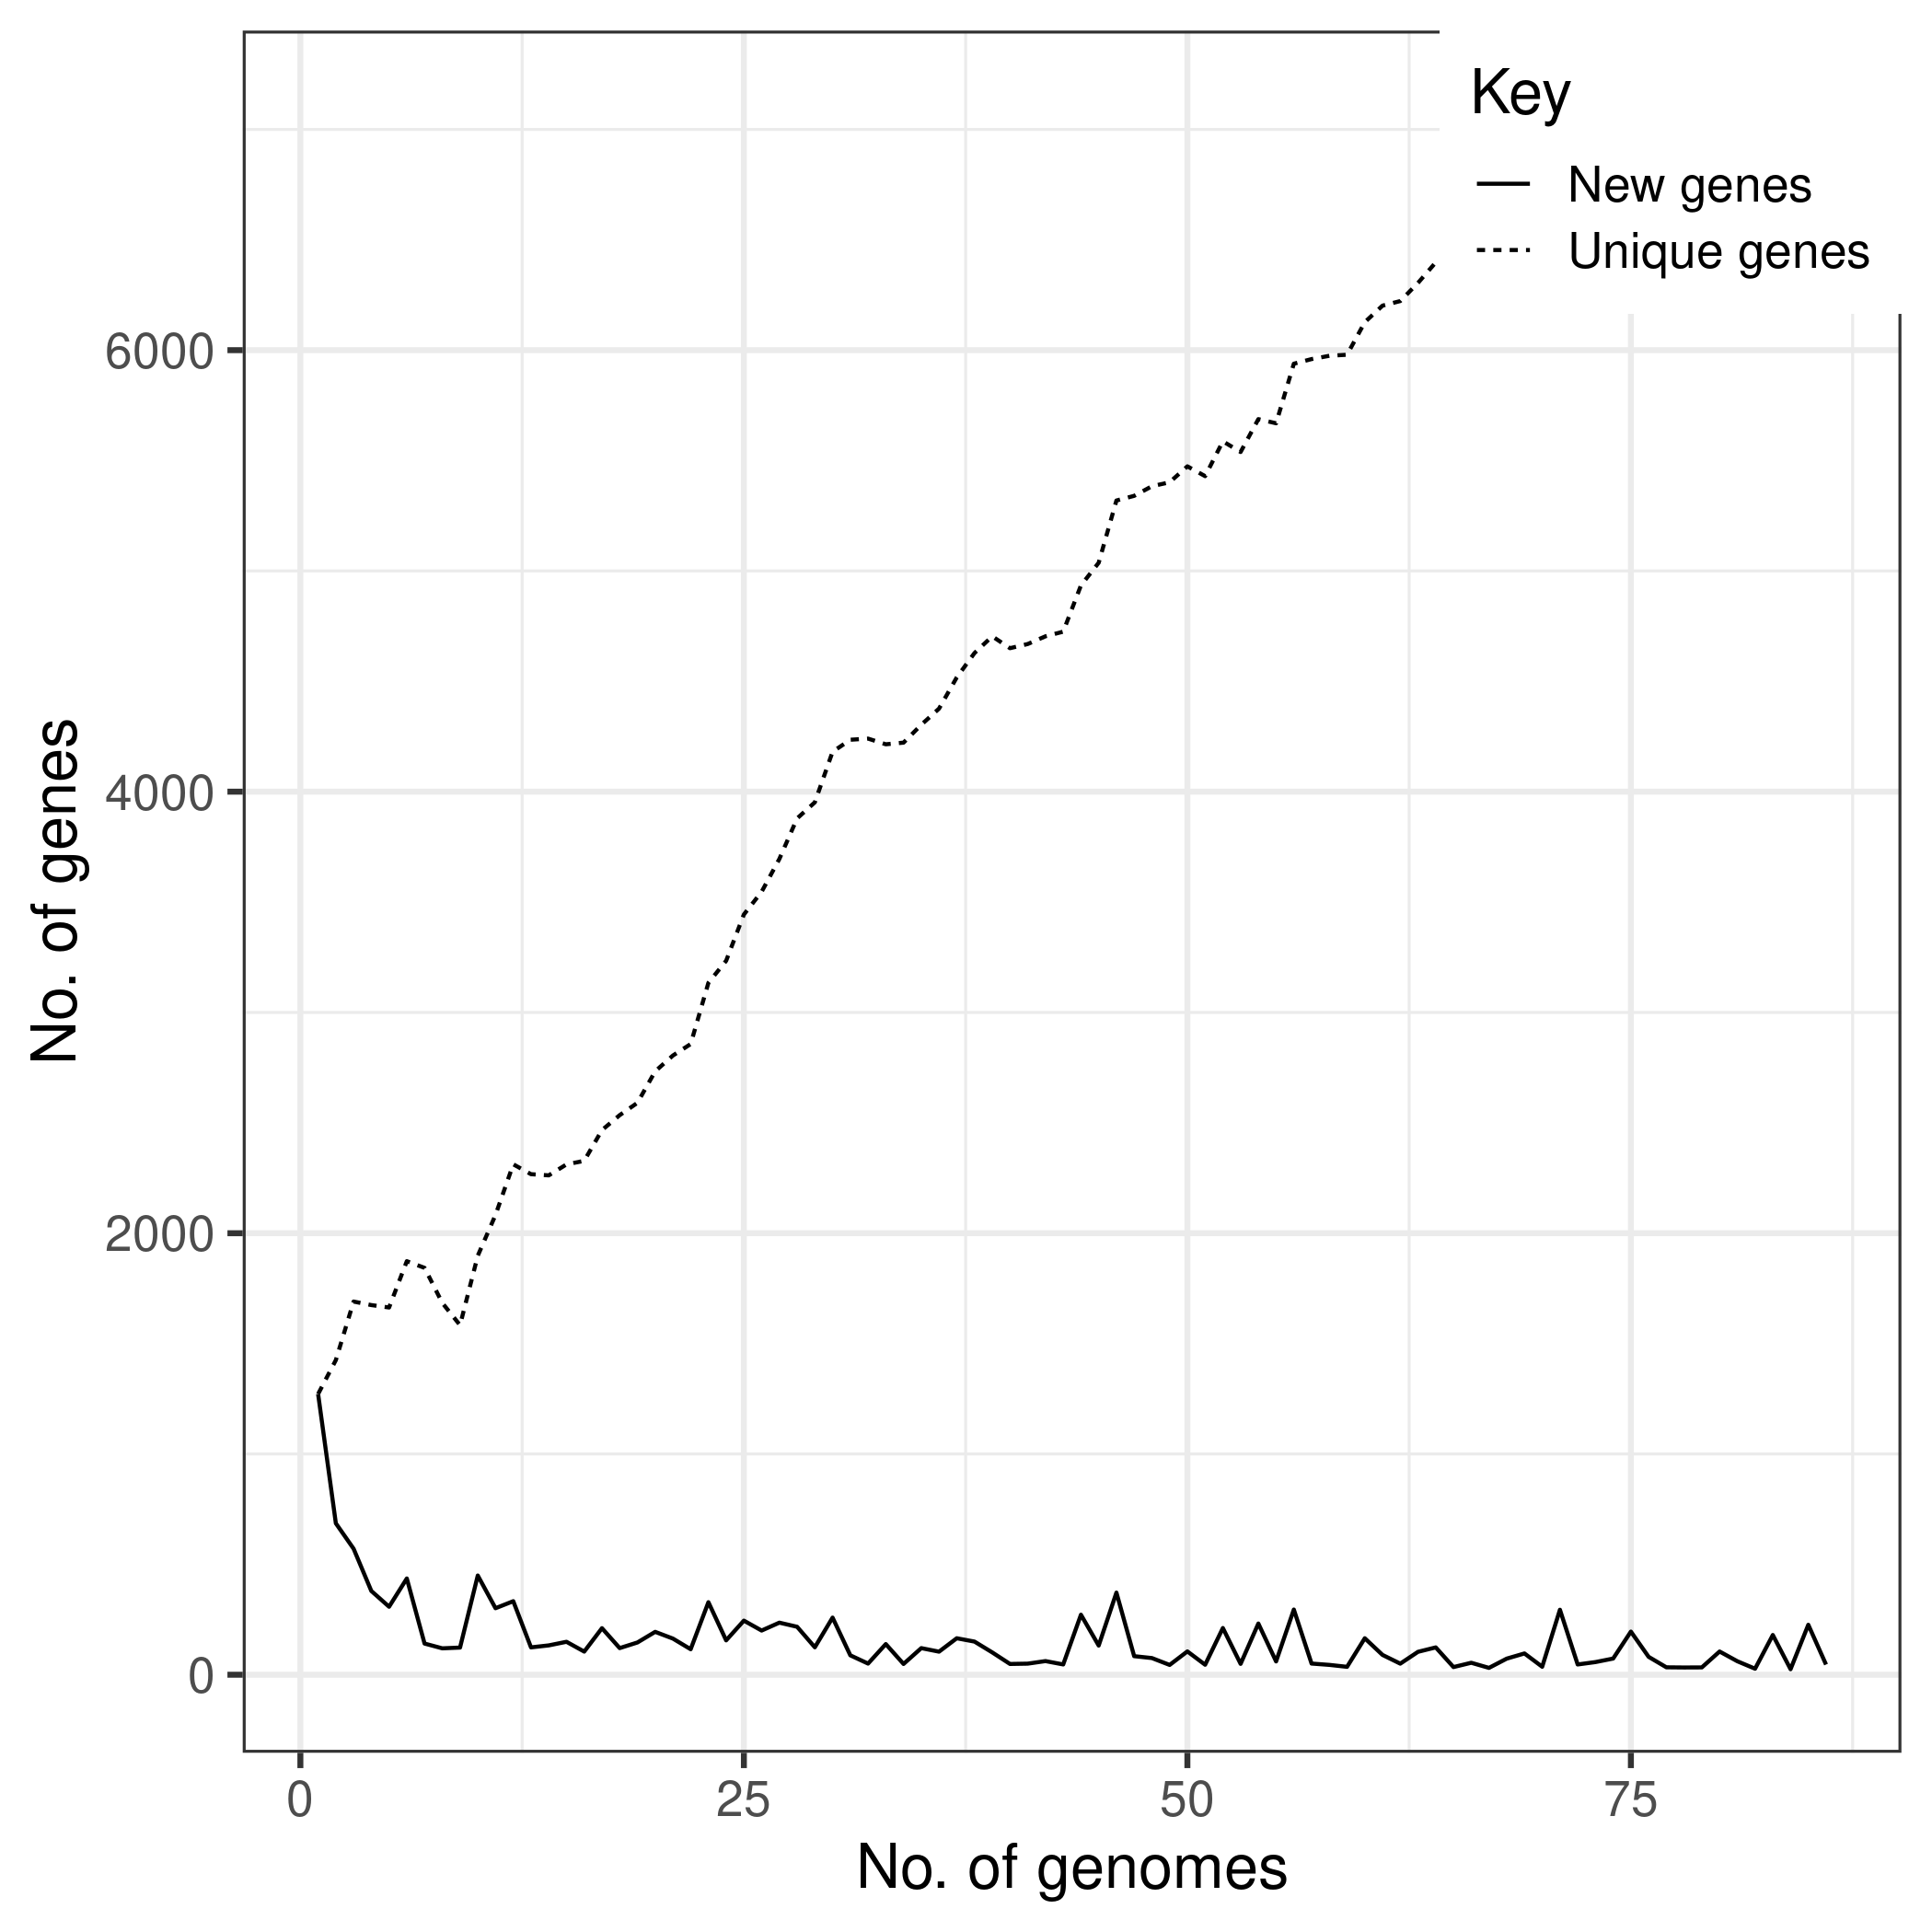 Key
New genes
Unique genes
6000
4000
2000
0
No. of genes
0 25 50 75
No. of genomes